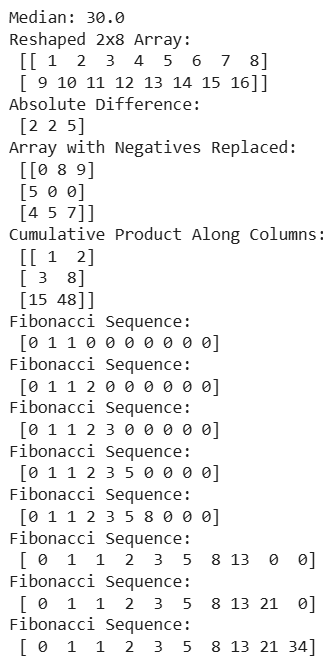 Median: 30.0
Reshaped 2x8 Array:
 [[ 1  2  3  4  5  6  7  8]
 [ 9 10 11 12 13 14 15 16]]
Absolute Difference:
 [2 2 5]
Array with Negatives Replaced:
 [[0 8 9]
 [5 0 0]
 [4 5 7]]
Cumulative Product Along Columns:
 [[ 1  2]
 [ 3  8]
 [15 48]]
Fibonacci Sequence:
 [0 1 1 0 0 0 0 0 0 0]
Fibonacci Sequence:
 [0 1 1 2 0 0 0 0 0 0]
Fibonacci Sequence:
 [0 1 1 2 3 0 0 0 0 0]
Fibonacci Sequence:
 [0 1 1 2 3 5 0 0 0 0]
Fibonacci Sequence:
 [0 1 1 2 3 5 8 0 0 0]
Fibonacci Sequence:
 [ 0  1  1  2  3  5  8 13  0  0]
Fibonacci Sequence:
 [ 0  1  1  2  3  5  8 13 21  0]
Fibonacci Sequence:
 [ 0  1  1  2  3  5  8 13 21 34]